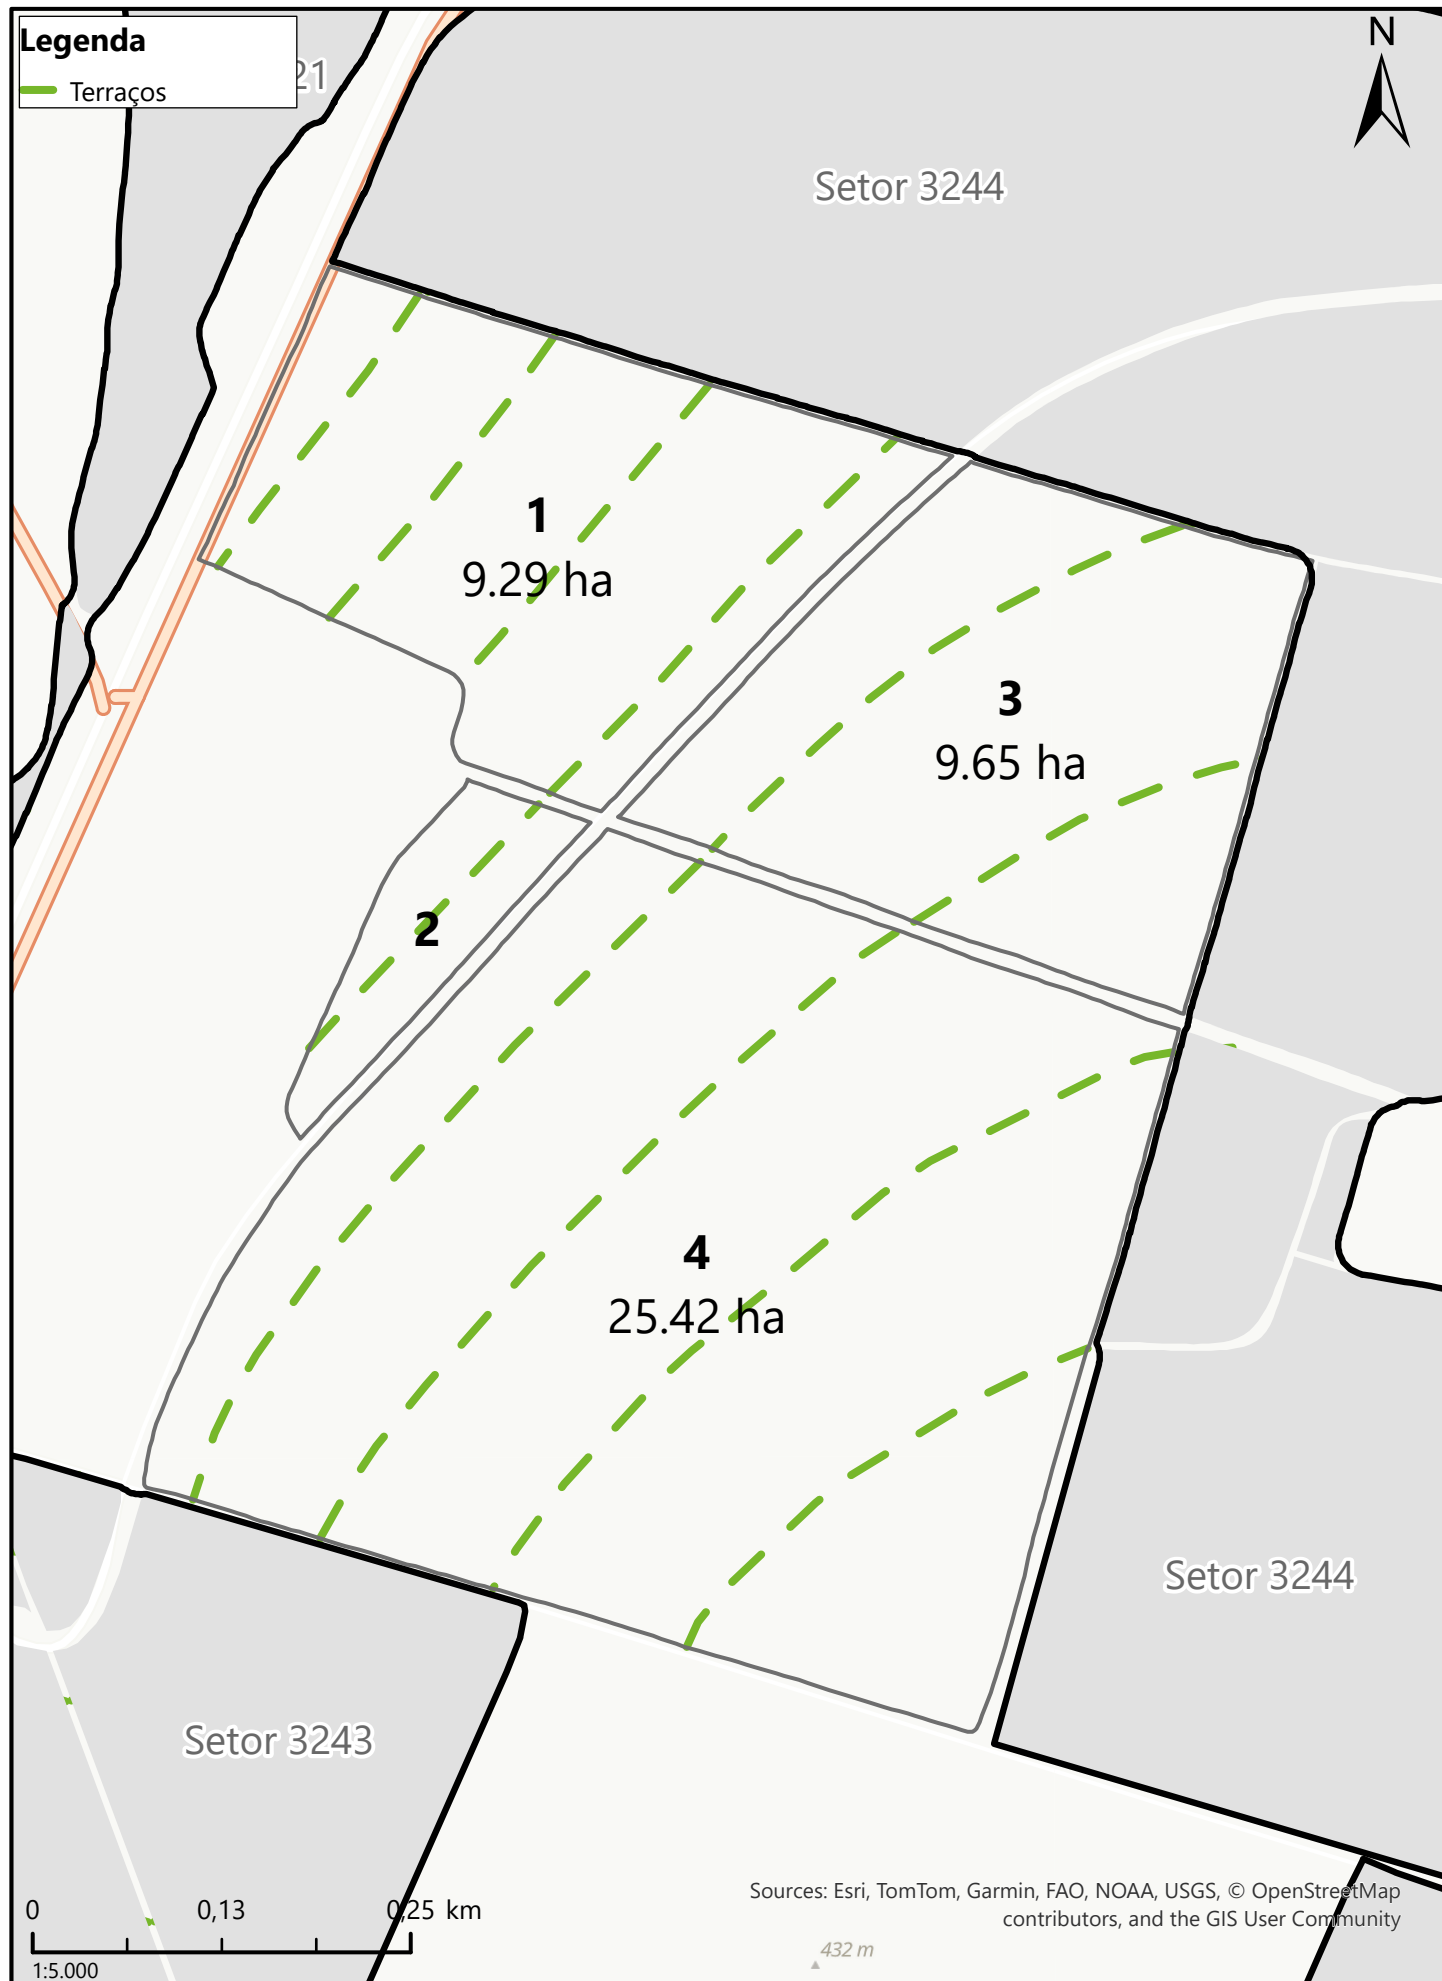 Legenda
Terraços
21
N
Setor 3244
1
9.29 ha
3
9.65 ha
2
4
25.42 ha
Setor 3244
Setor 3243
0 0,13 0,25 km
1:5.000
Sources: Esri, TomTom, Garmin, FAO, NOAA, USGS, © OpenStreetMap
contributors, and the GIS User Community
432 m